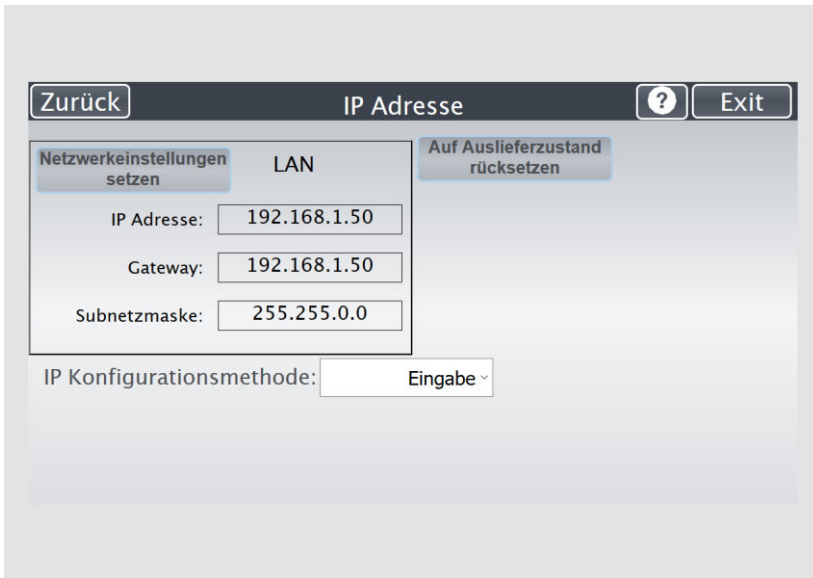 Zurück
IP Adresse
?
Exit
Netzwerkeinstellungen
setzen
LAN
Auf Auslieferzustand
rücksetzen
IP Adresse: 192.168.1.50
Gateway: 192.168.1.50
Subnetzmaske: 255.255.0.0
IP Konfigurationsmethode: Eingabe